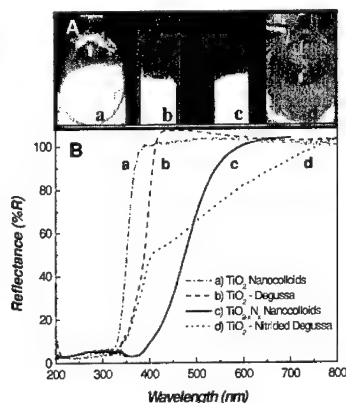 A
a b c d
B
a b c d
Reflectance (%R)
100
80
60
40
20
0
a) TiO2 Nanocolloids
b) TiO2 - Degussa
c) TiO2-xNx Nanocolloids
d) TiO2 - Nitrided Degussa
200 300 400 500 600 700 800
Wavelength (nm)